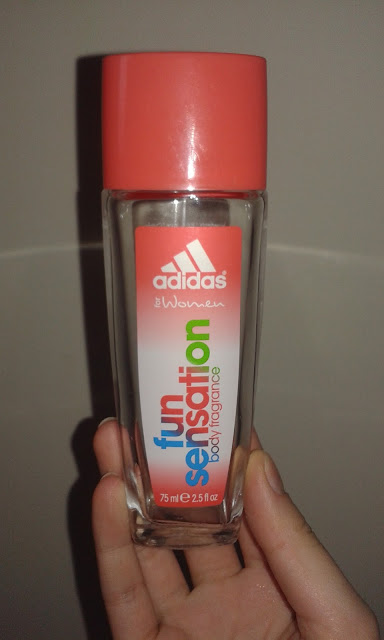 adidas®
for Women
fun
sensation
body fragrance
75 ml ℮ 2.5 fl oz